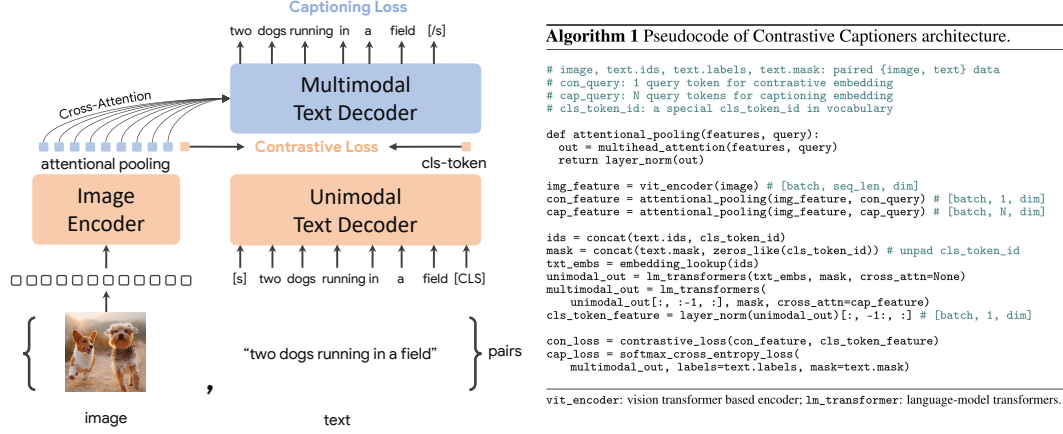 Captioning Loss
two dogs running in a field [/s]
Multimodal
Text Decoder
Cross-Attention
attentional pooling
Contrastive Loss
cls-token
Image
Encoder
Unimodal
Text Decoder
[s] two dogs running in a field [CLS]
{ , "two dogs running in a field" } pairs
image
text
Algorithm 1 Pseudocode of Contrastive Captioners architecture.
# image, text.ids, text.labels, text.mask: paired {image, text} data
# con_query: 1 query token for contrastive embedding
# cap_query: N query tokens for captioning embedding
# cls_token_id: a special cls_token_id in vocabulary
def attentional_pooling(features, query):
out = multihead_attention(features, query)
return layer_norm(out)
img_feature = vit_encoder(image) # [batch, seq_len, dim]
con_feature = attentional_pooling(img_feature, con_query) # [batch, 1, dim]
cap_feature = attentional_pooling(img_feature, cap_query) # [batch, N, dim]
ids = concat(text.ids, cls_token_id)
mask = concat(text.mask, zeros_like(cls_token_id)) # unpad cls_token_id
txt_embs = embedding_lookup(ids)
unimodal_out = lm_transformers(txt_embs, mask, cross_attn=None)
multimodal_out = lm_transformers(
unimodal_out[:, :-1, :], mask, cross_attn=cap_feature)
cls_token_feature = layer_norm(unimodal_out)[:, -1:, :] # [batch, 1, dim]
con_loss = contrastive_loss(con_feature, cls_token_feature)
cap_loss = softmax_cross_entropy_loss(
multimodal_out, labels=text.labels, mask=text.mask)
vit_encoder: vision transformer based encoder; lm_transformer: language-model transformers.